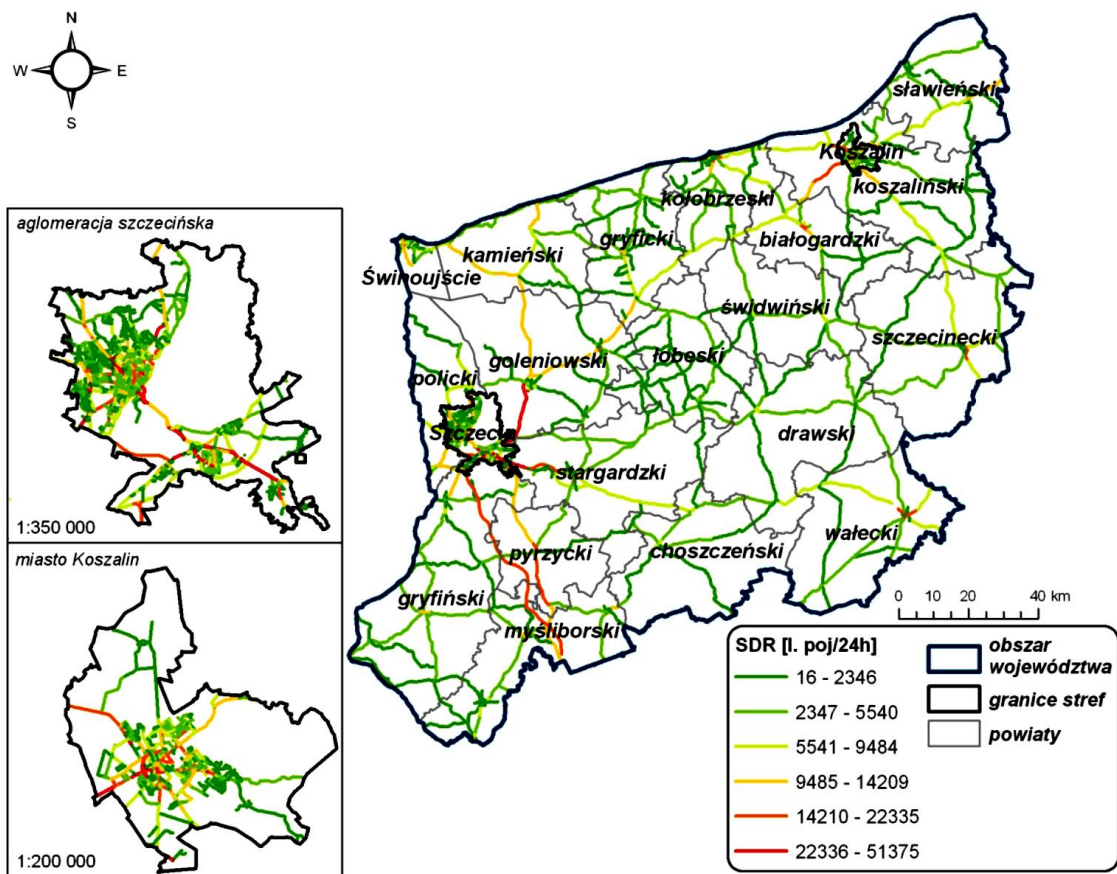 N
W E
S
aglomeracja szczecińska
1:350 000
miasto Koszalin
1:200 000
sławieński
Koszalin
koszaliński
kołobrzeski
białogardzki
gryficki
kamieński
Świnoujście
świdwiński
szczecinecki
goleniowski
łobeski
policki
Szczecin
drawski
stargardzki
wałecki
pyrzycki
choszczeński
gryfiński
myśliborski
0 10 20 40 km
SDR [l. poj/24h]
16 - 2346
2347 - 5540
5541 - 9484
9485 - 14209
14210 - 22335
22336 - 51375
obszar
województwa
granice stref
powiaty